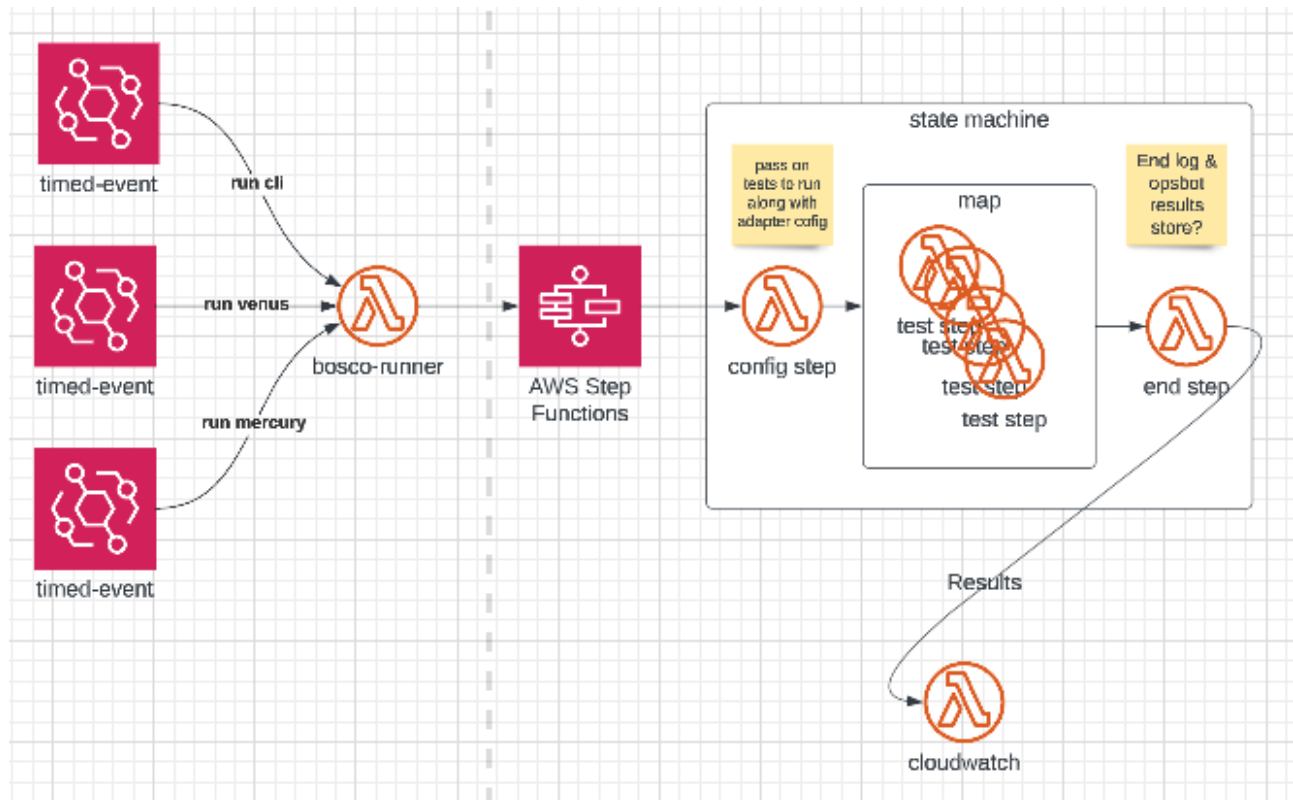 timed-event
run cli
timed-event
run venus
bosco-runner
timed-event
run mercury
AWS Step
Functions
state machine
pass on
tests to run
along with
adapter cofig
config step
map
test step
test step
test step
test step
End log &
opsbot
results
store?
end step
Results
cloudwatch